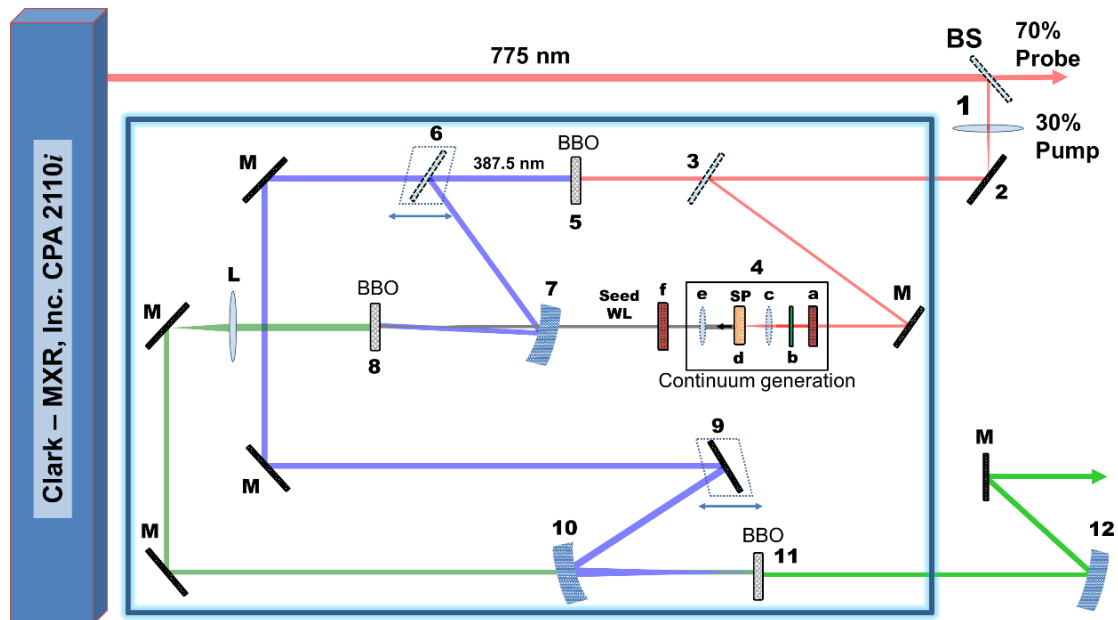 Clark – MXR, Inc. CPA 2110i
775 nm
BS
70%
Probe
1
30%
Pump
2
3
6
387.5 nm
BBO
5
M
4
e
SP
c
a
d
b
Continuum generation
f
Seed
WL
M
7
BBO
8
L
M
9
M
M
10
BBO
11
M
12